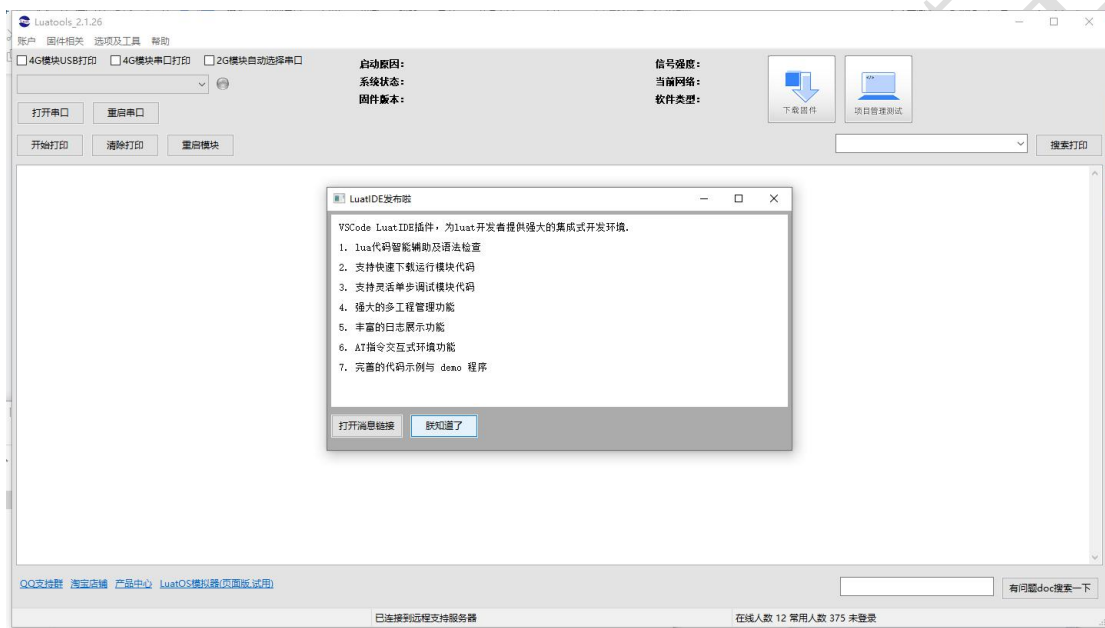 Luatools_2.1.26
账户 固件相关 选项及工具 帮助
4G模块USB打印 4G模块串口打印 2G模块自动选择串口
启动原因：
信号强度：
系统状态：
当前网络：
固件版本：
软件类型：
打开串口 重启串口
下载固件 项目管理测试
开始打印 清除打印 重启模块
搜索打印
LuatIDE发布啦
VSCode LuatIDE插件，为luat开发者提供强大的集成式开发环境.
1. lua代码智能辅助及语法检查
2. 支持快速下载运行模块代码
3. 支持灵活单步调试模块代码
4. 强大的多工程管理功能
5. 丰富的日志展示功能
6. AT指令交互式环境功能
7. 完善的代码示例与 demo 程序
打开消息链接 朕知道了
QQ支持群 淘宝店铺 产品中心 LuatOS模拟器(页面版,试用)
有问题doc搜索一下
已连接到远程支持服务器 在线人数 12 常用人数 375 未登录